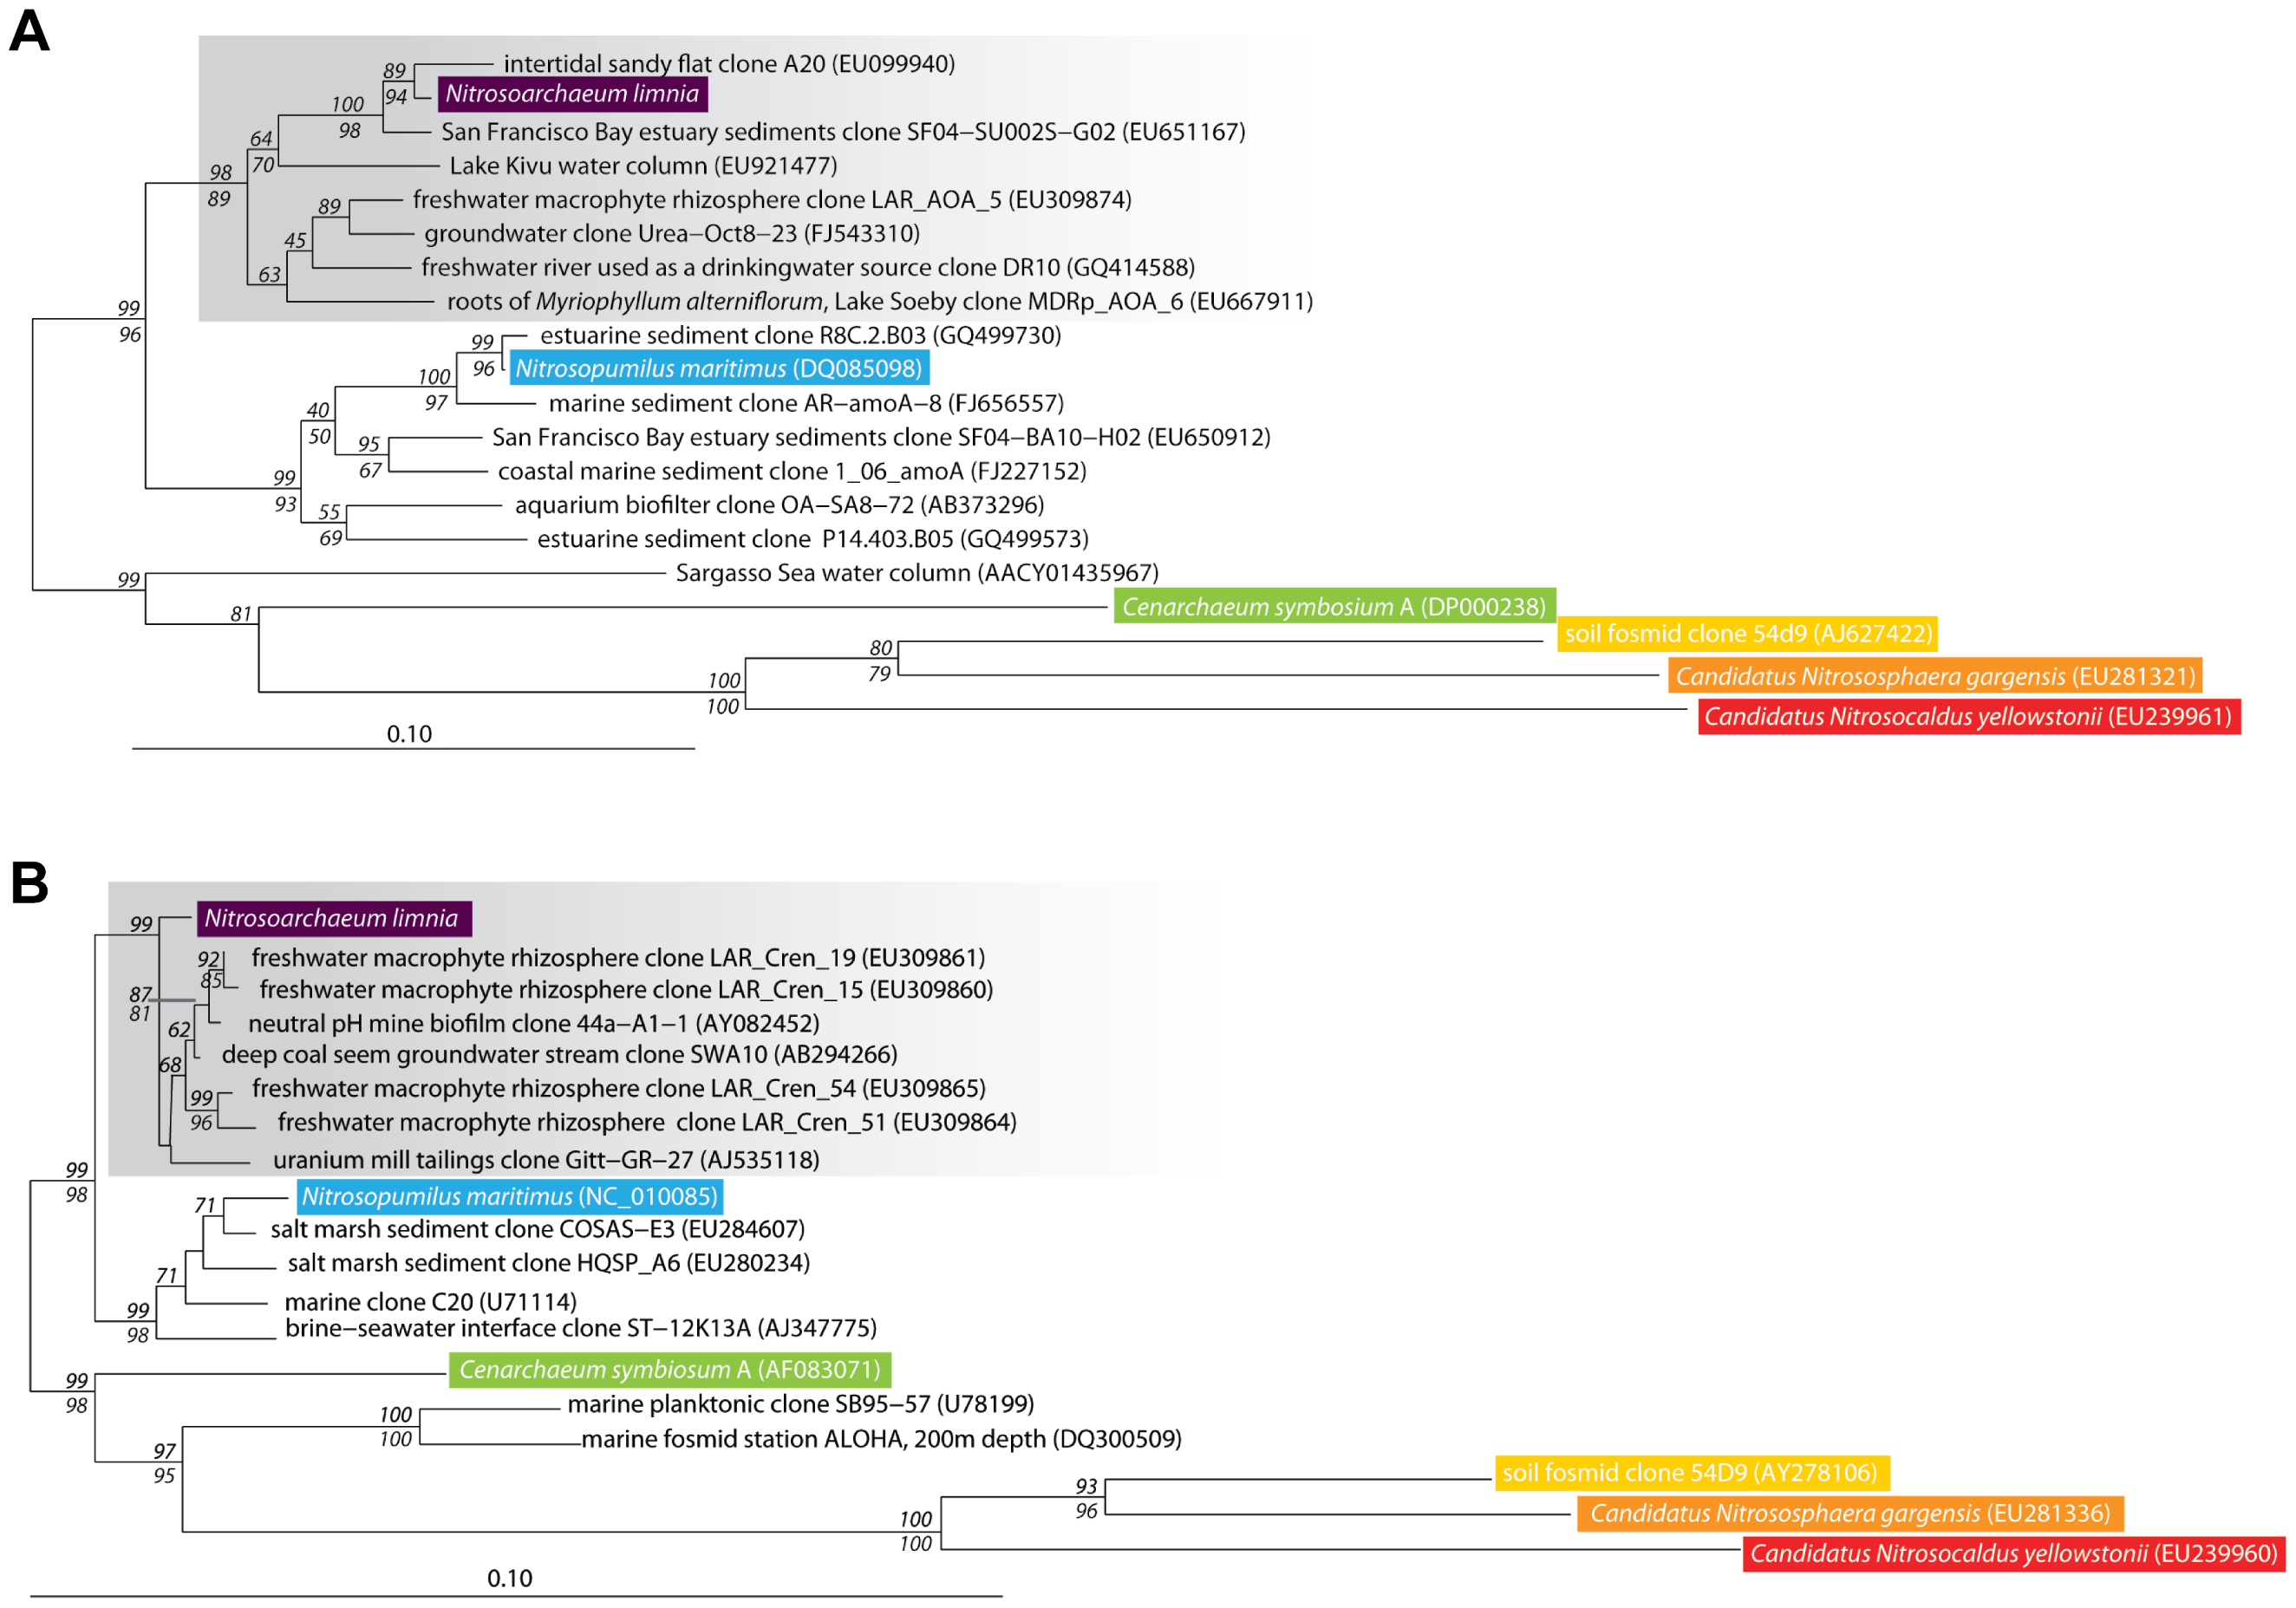 A
intertidal sandy flat clone A20 (EU099940)
89
94
Nitrosoarchaeum limnia
100
98
San Francisco Bay estuary sediments clone SF04−SU002S−G02 (EU651167)
64
70
Lake Kivu water column (EU921477)
98
89
freshwater macrophyte rhizosphere clone LAR_AOA_5 (EU309874)
89
groundwater clone Urea−Oct8−23 (FJ543310)
45
freshwater river used as a drinkingwater source clone DR10 (GQ414588)
63
roots of Myriophyllum alterniflorum, Lake Soeby clone MDRp_AOA_6 (EU667911)
99
96
estuarine sediment clone R8C.2.B03 (GQ499730)
99
96
Nitrosopumilus maritimus (DQ085098)
100
97
marine sediment clone AR−amoA−8 (FJ656557)
40
50
San Francisco Bay estuary sediments clone SF04−BA10−H02 (EU650912)
95
67
coastal marine sediment clone 1_06_amoA (FJ227152)
99
93
aquarium biofilter clone OA−SA8−72 (AB373296)
55
69
estuarine sediment clone P14.403.B05 (GQ499573)
Sargasso Sea water column (AACY01435967)
99
Cenarchaeum symbosium A (DP000238)
81
soil fosmid clone 54d9 (AJ627422)
80
79
Candidatus Nitrososphaera gargensis (EU281321)
100
100
Candidatus Nitrosocaldus yellowstonii (EU239961)
0.10
B
99
Nitrosoarchaeum limnia
92
85
freshwater macrophyte rhizosphere clone LAR_Cren_19 (EU309861)
freshwater macrophyte rhizosphere clone LAR_Cren_15 (EU309860)
87
81
neutral pH mine biofilm clone 44a−A1−1 (AY082452)
62
deep coal seem groundwater stream clone SWA10 (AB294266)
68
freshwater macrophyte rhizosphere clone LAR_Cren_54 (EU309865)
99
96
freshwater macrophyte rhizosphere clone LAR_Cren_51 (EU309864)
uranium mill tailings clone Gitt−GR−27 (AJ535118)
99
98
Nitrosopumilus maritimus (NC_010085)
71
salt marsh sediment clone COSAS−E3 (EU284607)
salt marsh sediment clone HQSP_A6 (EU280234)
71
marine clone C20 (U71114)
99
98
brine−seawater interface clone ST−12K13A (AJ347775)
Cenarchaeum symbiosum A (AF083071)
99
98
marine planktonic clone SB95−57 (U78199)
100
100
marine fosmid station ALOHA, 200m depth (DQ300509)
97
95
soil fosmid clone 54D9 (AY278106)
93
96
Candidatus Nitrososphaera gargensis (EU281336)
100
100
Candidatus Nitrosocaldus yellowstonii (EU239960)
0.10